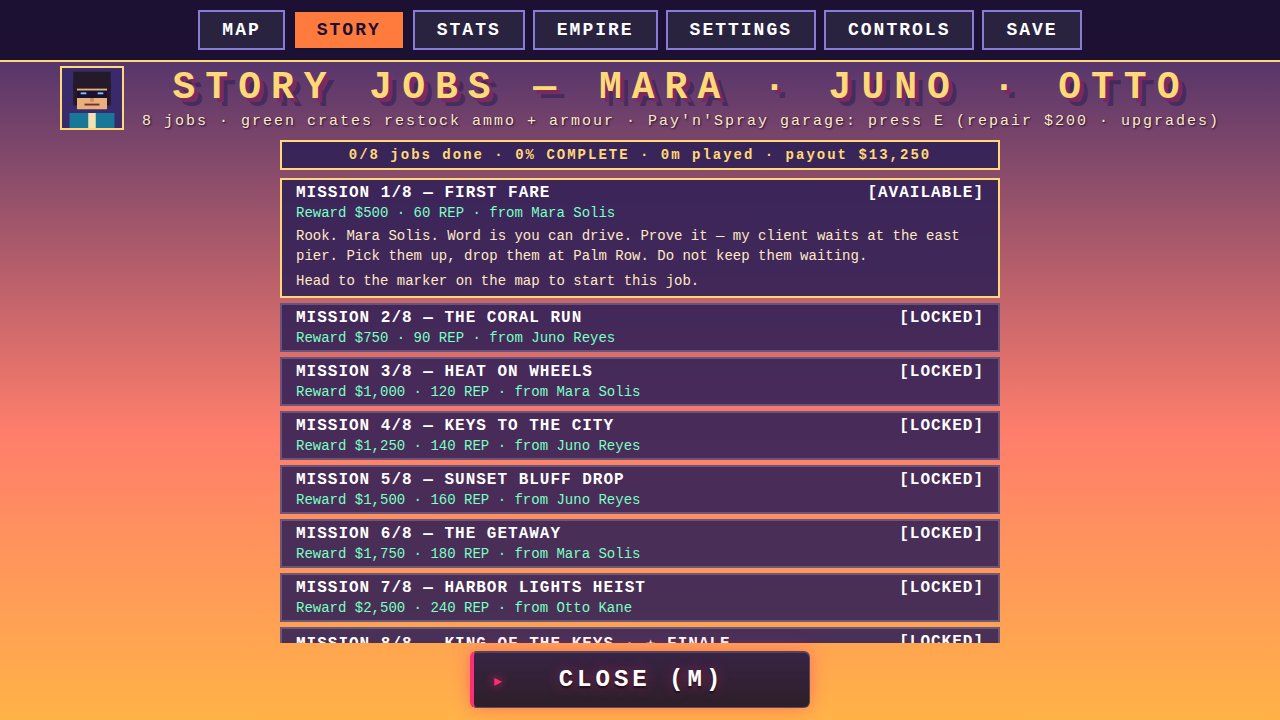 MAP STORY STATS EMPIRE SETTINGS CONTROLS SAVE
STORY JOBS — MARA · JUNO · OTTO
8 jobs · green crates restock ammo + armour · Pay'n'Spray garage: press E (repair $200 · upgrades)
0/8 jobs done · 0% COMPLETE · 0m played · payout $13,250
MISSION 1/8 — FIRST FARE [AVAILABLE]
Reward $500 · 60 REP · from Mara Solis
Rook. Mara Solis. Word is you can drive. Prove it — my client waits at the east
pier. Pick them up, drop them at Palm Row. Do not keep them waiting.
Head to the marker on the map to start this job.
MISSION 2/8 — THE CORAL RUN [LOCKED]
Reward $750 · 90 REP · from Juno Reyes
MISSION 3/8 — HEAT ON WHEELS [LOCKED]
Reward $1,000 · 120 REP · from Mara Solis
MISSION 4/8 — KEYS TO THE CITY [LOCKED]
Reward $1,250 · 140 REP · from Juno Reyes
MISSION 5/8 — SUNSET BLUFF DROP [LOCKED]
Reward $1,500 · 160 REP · from Juno Reyes
MISSION 6/8 — THE GETAWAY [LOCKED]
Reward $1,750 · 180 REP · from Mara Solis
MISSION 7/8 — HARBOR LIGHTS HEIST [LOCKED]
Reward $2,500 · 240 REP · from Otto Kane
MISSION 8/8 — KING OF THE KEYS · ★ FINALE [LOCKED]
▶ CLOSE (M)